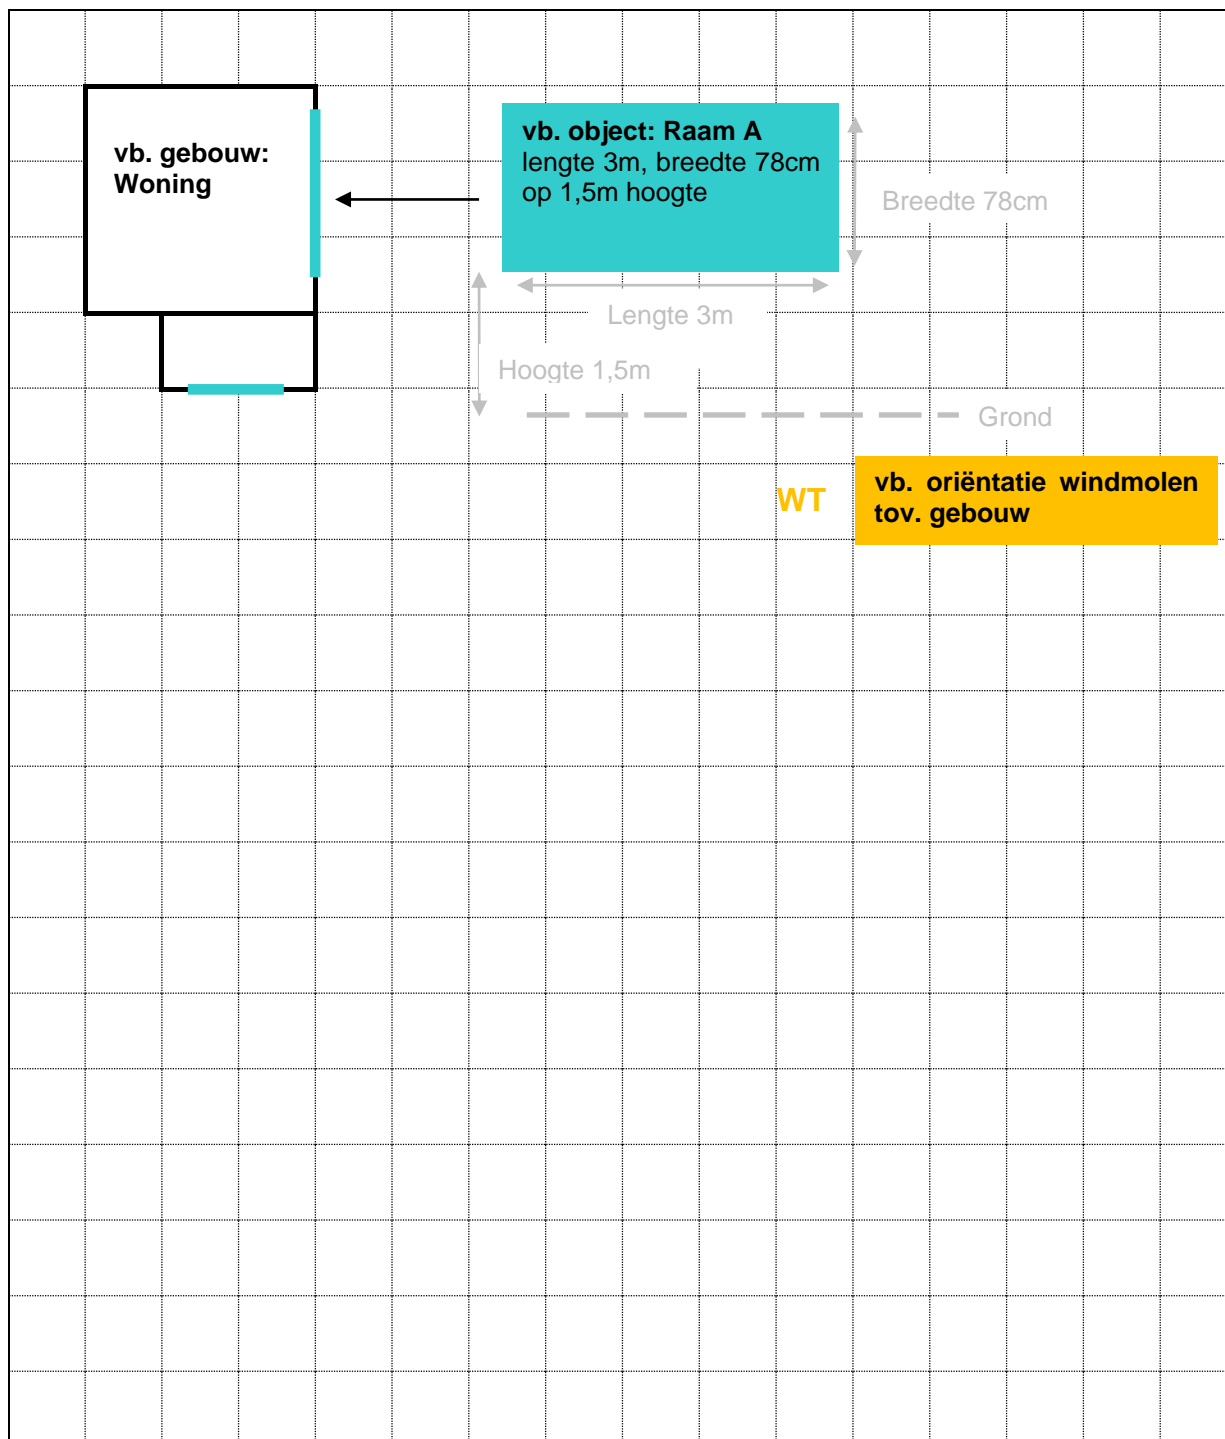 vb. gebouw:
Woning
vb. object: Raam A
lengte 3m, breedte 78cm
op 1,5m hoogte
Breedte 78cm
Lengte 3m
Hoogte 1,5m
Grond
WT
vb. oriëntatie windmolen
tov. gebouw